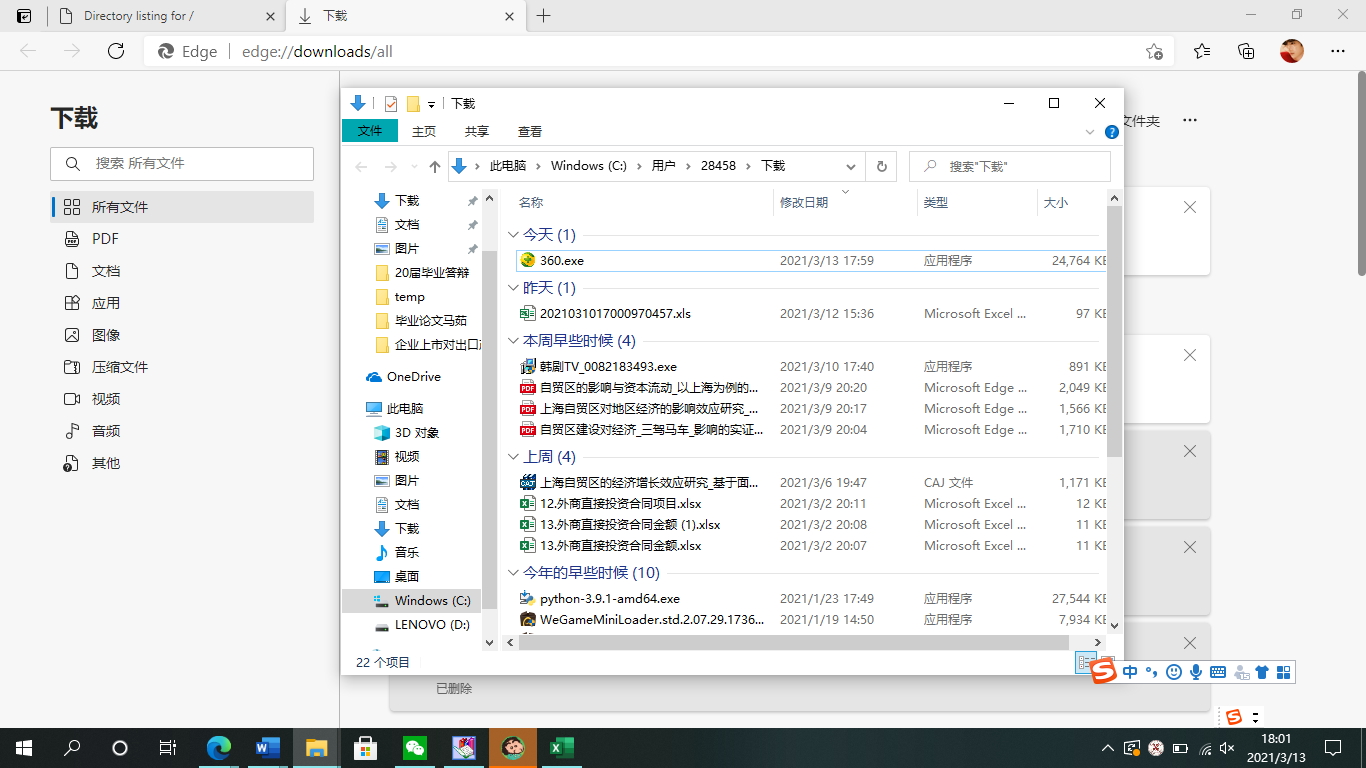 Directory listing for /
下载
Edge
edge://downloads/all
下载
搜索 所有文件
所有文件
PDF
文档
应用
图像
压缩文件
视频
音频
其他
文件夹
已删除
下载
文件
主页
共享
查看
此电脑 › Windows (C:) › 用户 › 28458 › 下载
搜索"下载"
下载
文档
图片
20届毕业答辩
temp
毕业论文马茹
企业上市对出口
OneDrive
此电脑
3D 对象
视频
图片
文档
下载
音乐
桌面
Windows (C:)
LENOVO (D:)
名称 修改日期 类型 大小
今天 (1)
360.exe 2021/3/13 17:59 应用程序 24,764 KB
昨天 (1)
2021031017000970457.xls 2021/3/12 15:36 Microsoft Excel ... 97 KB
本周早些时候 (4)
韩剧TV_0082183493.exe 2021/3/10 17:40 应用程序 891 KB
自贸区的影响与资本流动_以上海为例的... 2021/3/9 20:20 Microsoft Edge ... 2,049 KB
上海自贸区对地区经济的影响效应研究_... 2021/3/9 20:17 Microsoft Edge ... 1,566 KB
自贸区建设对经济_三驾马车_影响的实证... 2021/3/9 20:04 Microsoft Edge ... 1,710 KB
上周 (4)
上海自贸区的经济增长效应研究_基于面... 2021/3/6 19:47 CAJ 文件 1,171 KB
12.外商直接投资合同项目.xlsx 2021/3/2 20:11 Microsoft Excel ... 12 KB
13.外商直接投资合同金额 (1).xlsx 2021/3/2 20:08 Microsoft Excel ... 11 KB
13.外商直接投资合同金额.xlsx 2021/3/2 20:07 Microsoft Excel ... 11 KB
今年的早些时候 (10)
python-3.9.1-amd64.exe 2021/1/23 17:49 应用程序 27,544 KB
WeGameMiniLoader.std.2.07.29.1736... 2021/1/19 14:50 应用程序 7,934 KB
22 个项目
中
18:01
2021/3/13